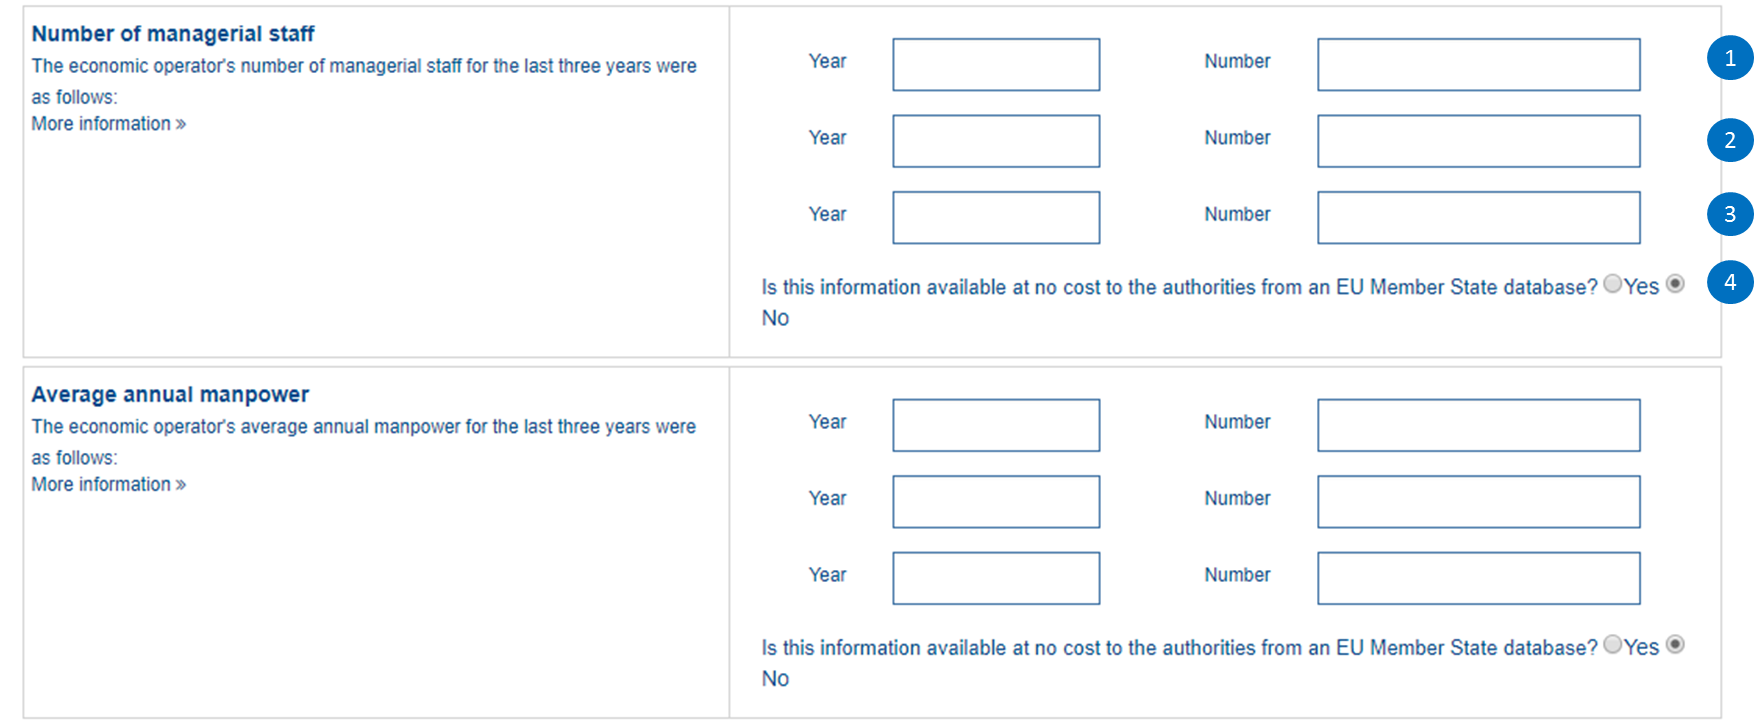 Number of managerial staff
The economic operator's number of managerial staff for the last three years were
as follows:
More information »
Year Number 1
Year Number 2
Year Number 3
Is this information available at no cost to the authorities from an EU Member State database? Yes 4
No
Average annual manpower
The economic operator's average annual manpower for the last three years were
as follows:
More information »
Year Number
Year Number
Year Number
Is this information available at no cost to the authorities from an EU Member State database? Yes
No